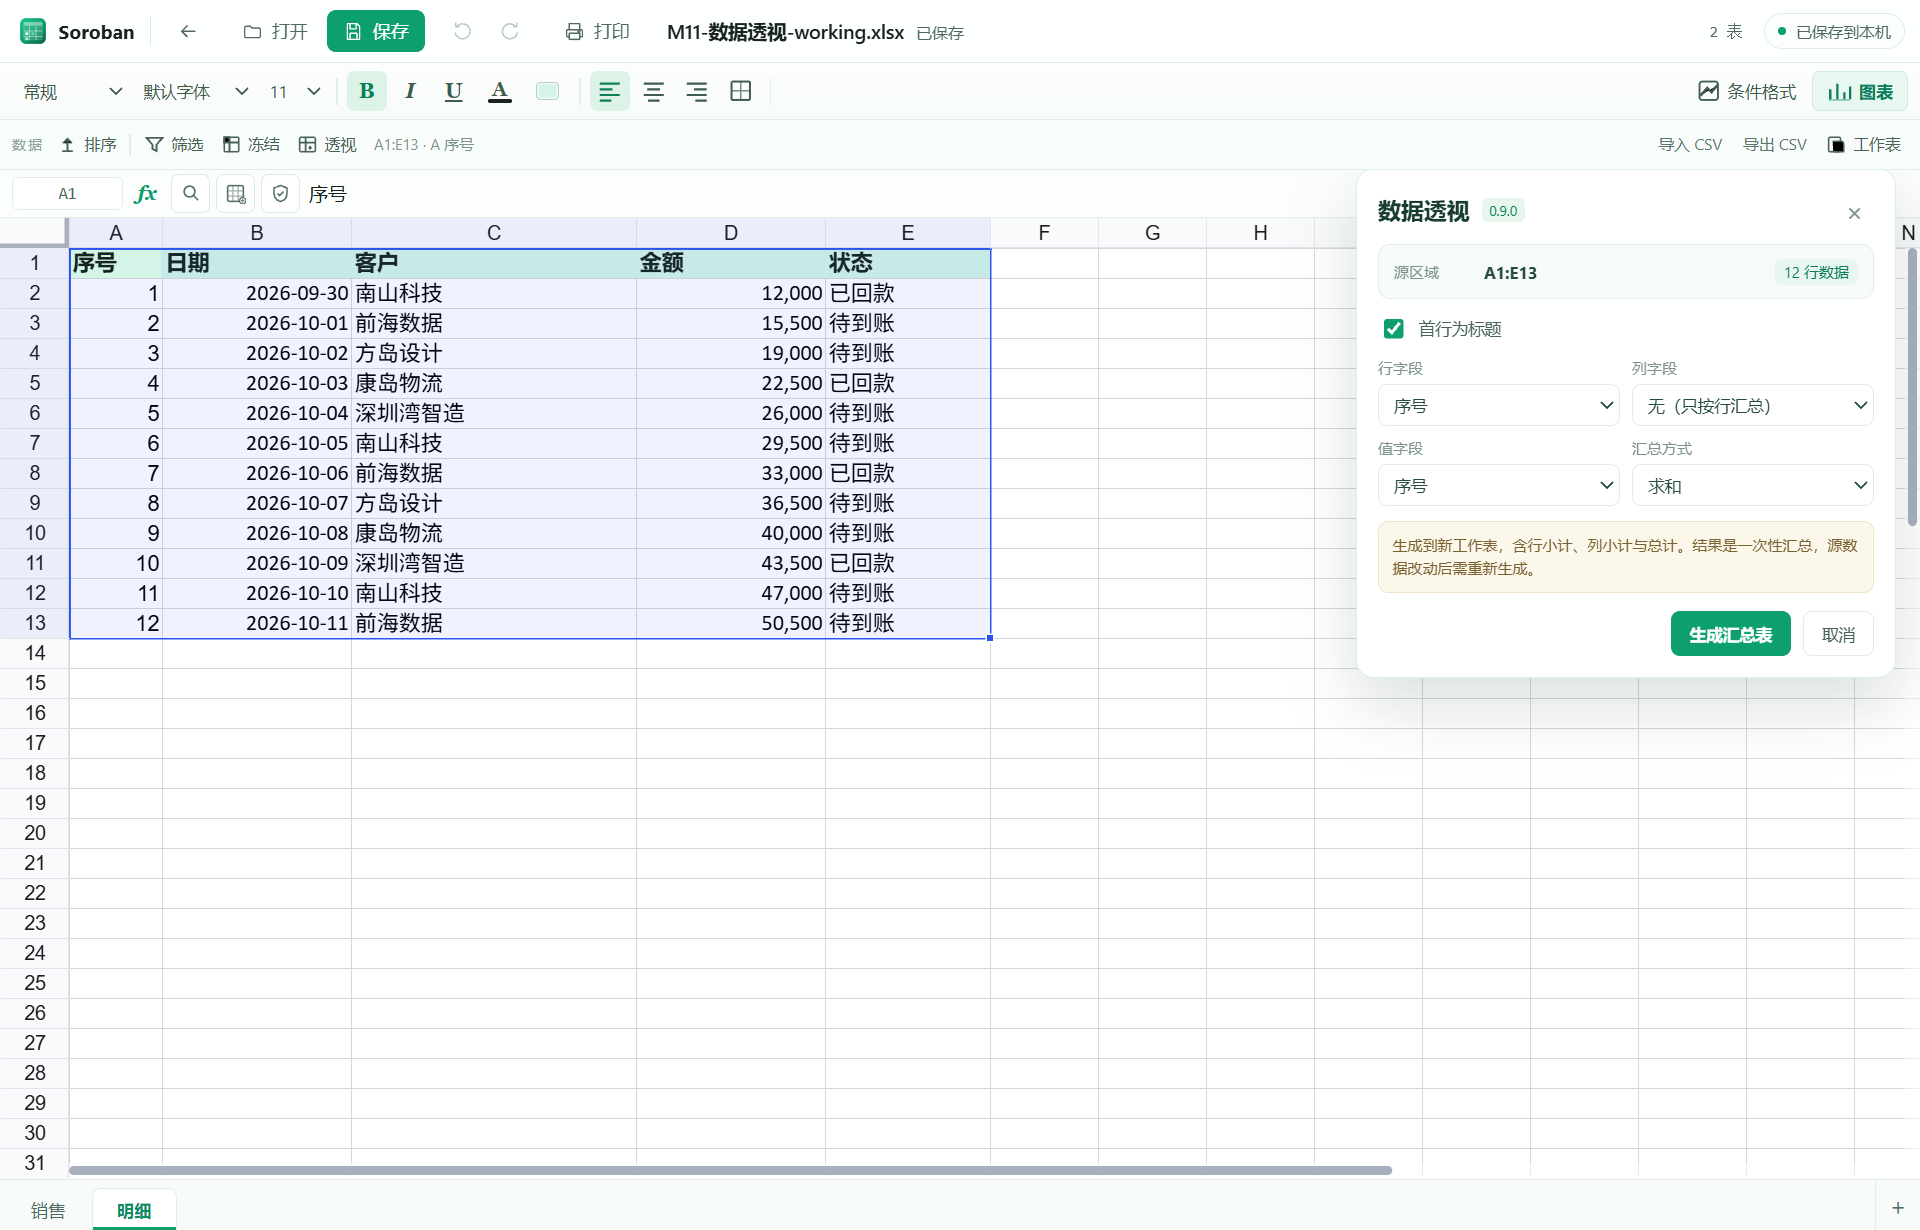 Soroban 打开 保存 打印 M11-数据透视-working.xlsx 已保存 2 表 已保存到本机
常规 默认字体 11 B I U A 条件格式 图表
数据 排序 筛选 冻结 透视 A1:E13 · A 序号 导入 CSV 导出 CSV 工作表
A1 fx 序号
A B C D E F G H N
1 序号 日期 客户 金额 状态
2 1 2026-09-30 南山科技 12,000 已回款
3 2 2026-10-01 前海数据 15,500 待到账
4 3 2026-10-02 方岛设计 19,000 待到账
5 4 2026-10-03 康岛物流 22,500 已回款
6 5 2026-10-04 深圳湾智造 26,000 待到账
7 6 2026-10-05 南山科技 29,500 待到账
8 7 2026-10-06 前海数据 33,000 已回款
9 8 2026-10-07 方岛设计 36,500 待到账
10 9 2026-10-08 康岛物流 40,000 待到账
11 10 2026-10-09 深圳湾智造 43,500 已回款
12 11 2026-10-10 南山科技 47,000 待到账
13 12 2026-10-11 前海数据 50,500 待到账
14
15
16
17
18
19
20
21
22
23
24
25
26
27
28
29
30
31
数据透视 0.9.0
源区域 A1:E13 12 行数据
首行为标题
行字段 列字段
序号 无（只按行汇总）
值字段 汇总方式
序号 求和
生成到新工作表，含行小计、列小计与总计。结果是一次性汇总，源数
据改动后需重新生成。
生成汇总表 取消
销售 明细 +